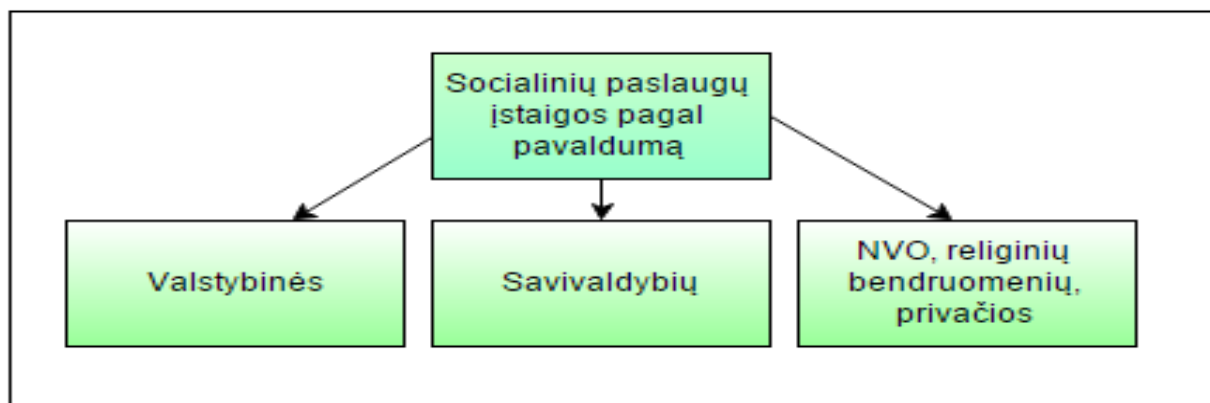 Socialinių paslaugų
įstaigos pagal
pavaldumą
Valstybinės
Savivaldybių
NVO, religinių
bendruomenių,
privačios